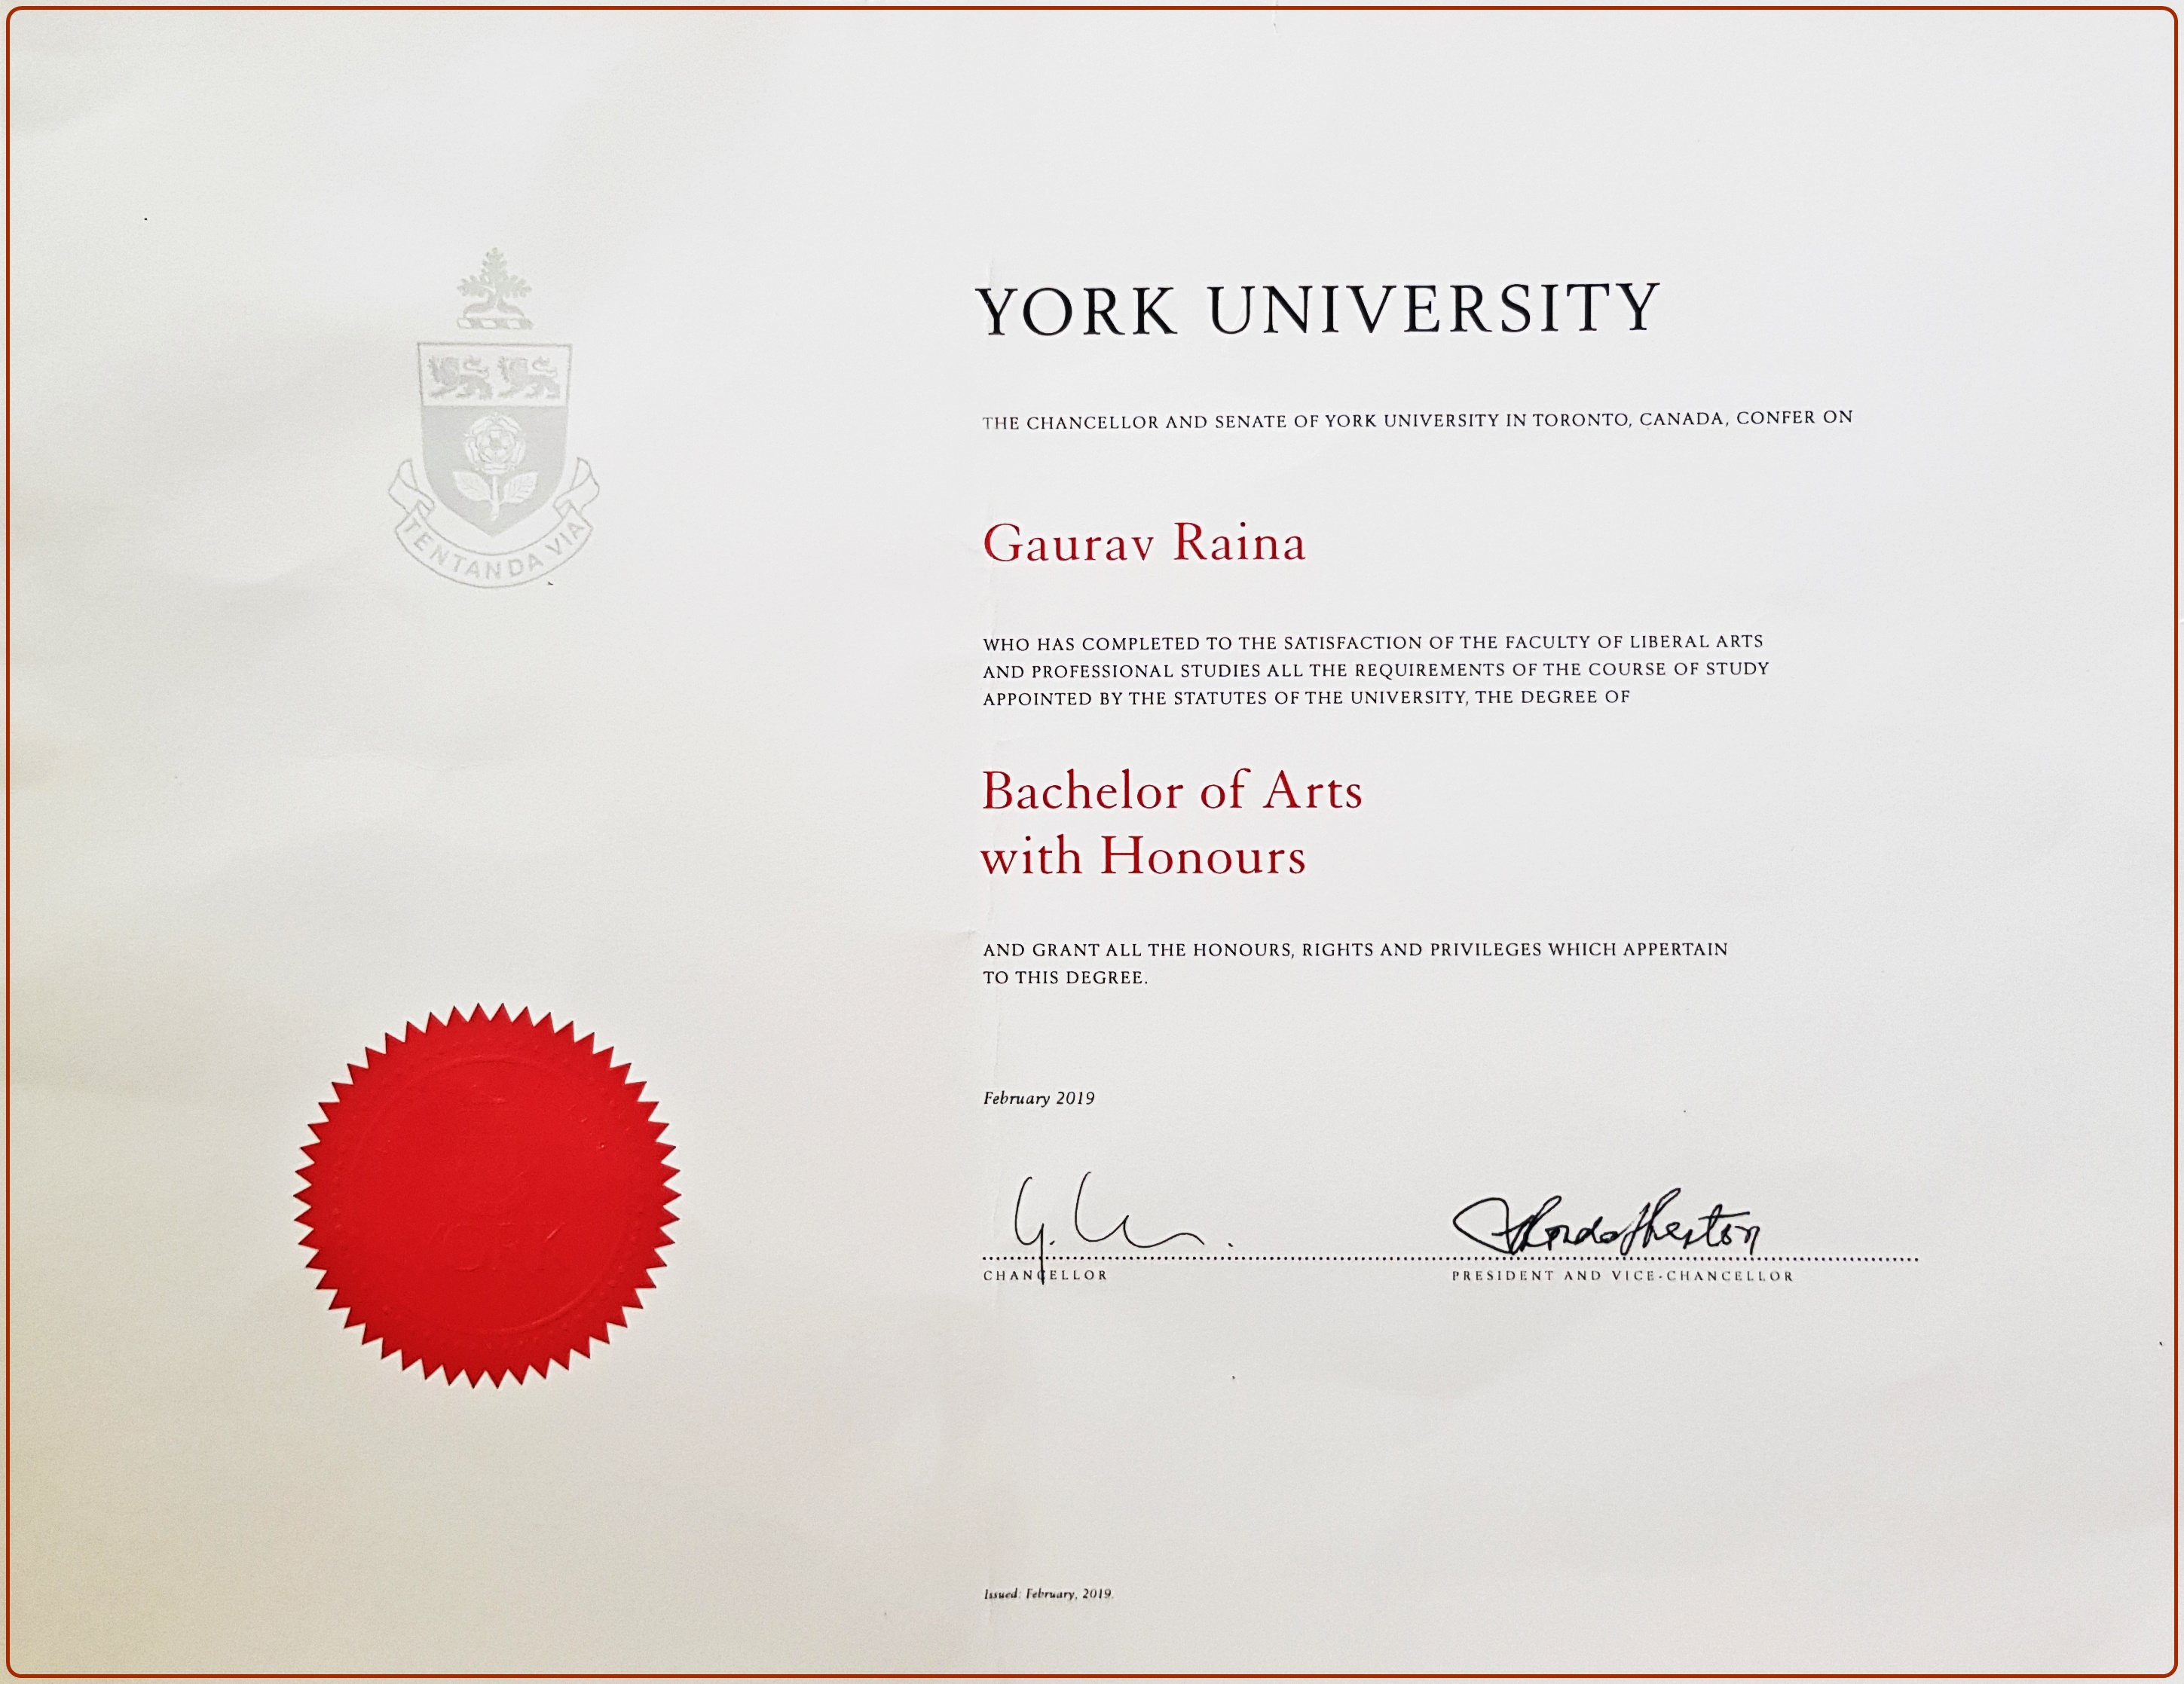 YORK UNIVERSITY
THE CHANCELLOR AND SENATE OF YORK UNIVERSITY IN TORONTO, CANADA, CONFER ON
Gaurav Raina
WHO HAS COMPLETED TO THE SATISFACTION OF THE FACULTY OF LIBERAL ARTS
AND PROFESSIONAL STUDIES ALL THE REQUIREMENTS OF THE COURSE OF STUDY
APPOINTED BY THE STATUTES OF THE UNIVERSITY, THE DEGREE OF
Bachelor of Arts
with Honours
AND GRANT ALL THE HONOURS, RIGHTS AND PRIVILEGES WHICH APPERTAIN
TO THIS DEGREE.
February 2019
CHANCELLOR
PRESIDENT AND VICE-CHANCELLOR
Issued: February, 2019.
TENTANDA VIA
YORK